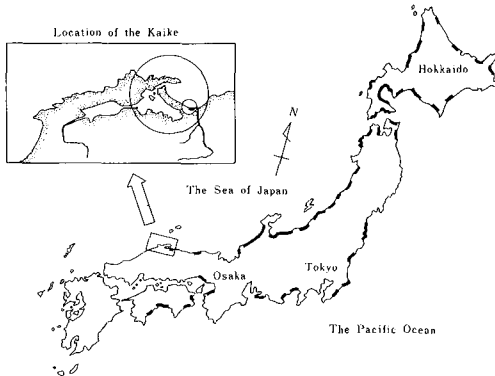 Location of the Kaike
Hokkaido
N
The Sea of Japan
Osaka
Tokyo
The Pacific Ocean